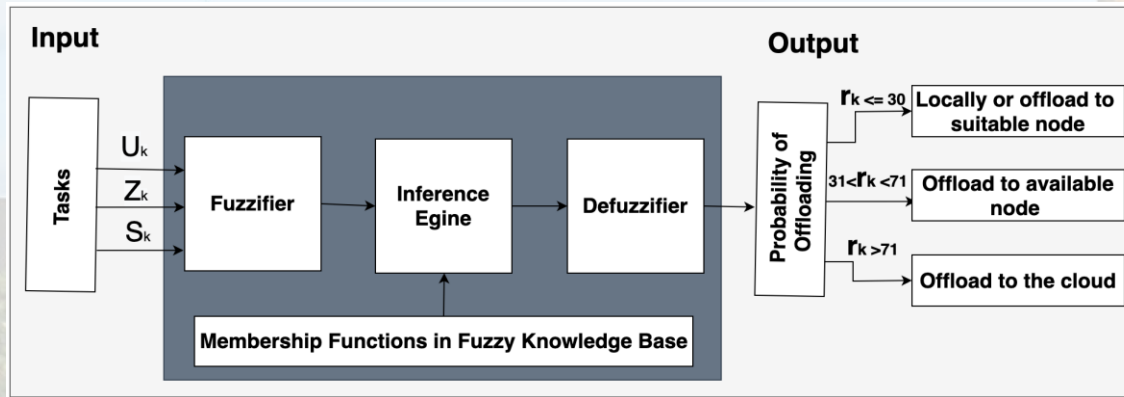 Input
Output
Tasks
Uk
Zk
Sk
Fuzzifier
Inference
Egine
Defuzzifier
Membership Functions in Fuzzy Knowledge Base
Probability of
Offloading
rk <= 30
Locally or offload to
suitable node
31<rk <71
Offload to available
node
rk >71
Offload to the cloud